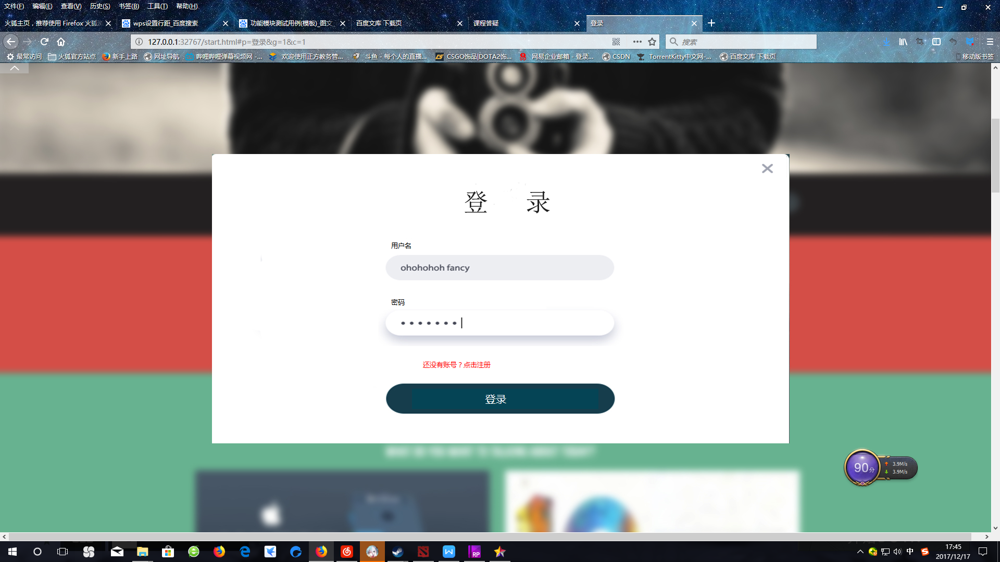 文件(F) 编辑(E) 查看(V) 历史(S) 书签(B) 工具(T) 帮助(H)
火狐主页，推荐使用 Firefox 火狐 wps设置行距_百度搜索 功能模块测试用例(模板)_图文 百度文库 下载页 课程答疑 登录
127.0.0.1:32767/start.html#p=登录&g=1&c=1 搜索
最常访问 火狐官方站点 新手上路 网址导航 哔哩哔哩弹幕视频网 -... 欢迎使用正方教务管... 斗鱼 - 每个人的直播... CSGO饰品|DOTA2饰... 网易企业邮箱 - 登录... CSDN TorrentKitty中文网-... 百度文库 下载页 移动版书签
登 录
用户名
ohohohoh fancy
密码
还没有账号？点击注册
登录
WHAT DO YOU WANT TO TALKING ABOUT TODAY?
90分
3.9M/s
3.9M/s
RP
中
17:45
2017/12/17